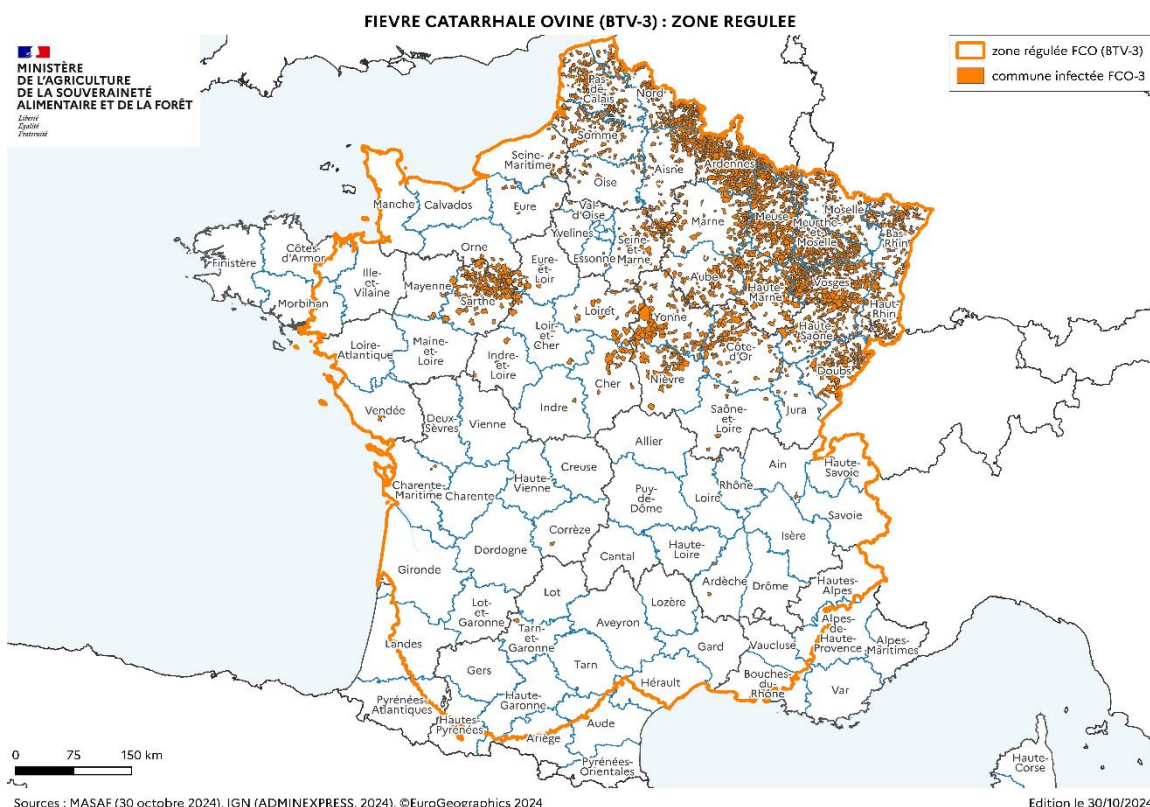 FIEVRE CATARRHALE OVINE (BTV-3) : ZONE REGULEE
MINISTÈRE
DE L'AGRICULTURE
DE LA SOUVERAINETÉ
ALIMENTAIRE ET DE LA FORÊT
Liberté
Égalité
Fraternité
zone régulée FCO (BTV-3)
commune infectée FCO-3
Pas-
de-
Calais
Nord
Somme
Seine-
Maritime
Oise
Aisne
Ardennes
Manche
Calvados
Eure
Val-
d'Oise
Marne
Meuse
Moselle
Meurthe-
et-
Moselle
Bas-
Rhin
Yvelines
Seine-
et-
Marne
Essonne
Finistère
Côtes-
d'Armor
Orne
Eure-
et-
Loir
Ille-
et-
Vilaine
Mayenne
Sarthe
Aube
Haute-
Marne
Vosges
Haut-
Rhin
Morbihan
Loiret
Yonne
Loir-
et-
Cher
Haute-
Saône
Loire-
Atlantique
Maine-
et-
Loire
Indre-
et-
Loire
Côte-
d'Or
Doubs
Cher
Nièvre
Vendée
Deux-
Sèvres
Vienne
Indre
Saône-
et-
Loire
Jura
Allier
Creuse
Ain
Haute-
Savoie
Charente-
Maritime
Charente
Haute-
Vienne
Puy-
de-
Dôme
Loire
Rhône
Savoie
Isère
Corrèze
Dordogne
Cantal
Haute-
Loire
Gironde
Ardèche
Drôme
Hautes-
Alpes
Lot-
et-
Garonne
Lot
Lozère
Aveyron
Landes
Tarn-
et-
Garonne
Gard
Vaucluse
Alpes-
de-
Haute-
Provence
Alpes-
Maritimes
Gers
Tarn
Hérault
Bouches-
du-
Rhône
Var
Pyrénées-
Atlantiques
Haute-
Garonne
Hautes-
Pyrénées
Ariège
Aude
Pyrénées-
Orientales
Haute-
Corse
0 75 150 km
Sources : MASAF (30 octobre 2024), IGN (ADMINEXPRESS, 2024), ©EuroGeographics 2024
Edition le 30/10/2024